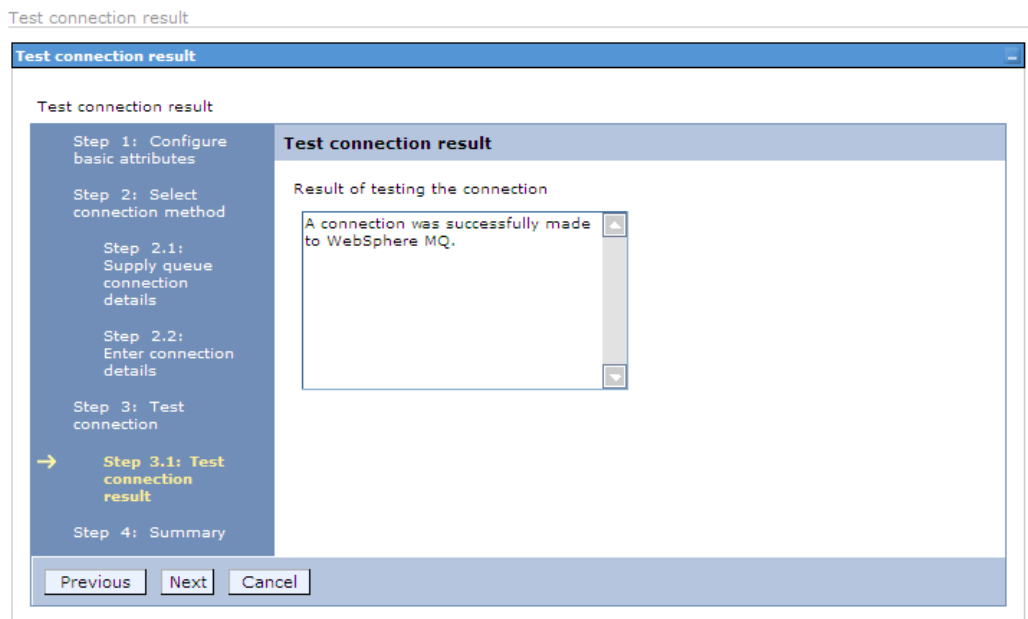 Test connection result
Test connection result
Test connection result
Step 1: Configure
basic attributes
Step 2: Select
connection method
Step 2.1:
Supply queue
connection
details
Step 2.2:
Enter connection
details
Step 3: Test
connection
Step 3.1: Test
connection
result
Step 4: Summary
Test connection result
Result of testing the connection
A connection was successfully made
to WebSphere MQ.
Previous Next Cancel